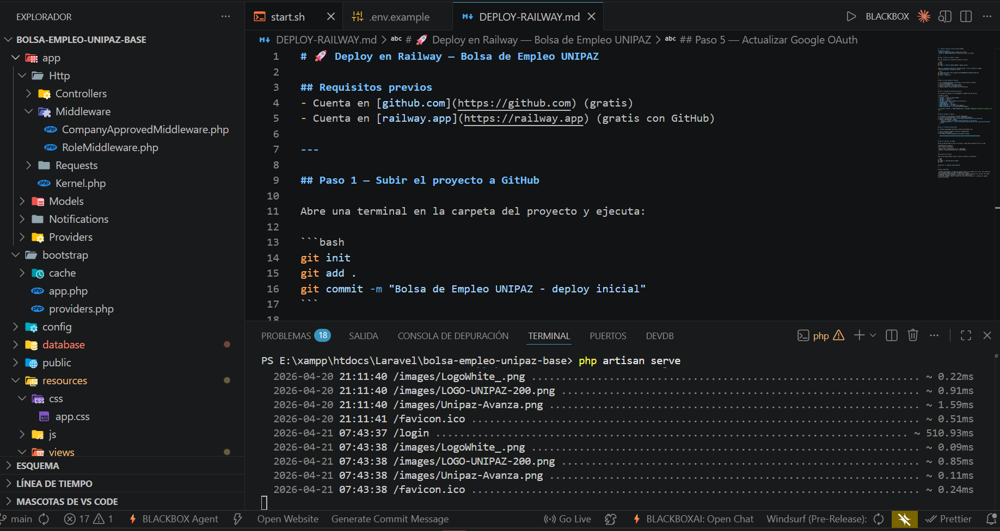 EXPLORADOR
BOLSA-EMPLEO-UNIPAZ-BASE
app
Http
Controllers
Middleware
CompanyApprovedMiddleware.php
RoleMiddleware.php
Requests
Kernel.php
Models
Notifications
Providers
bootstrap
cache
app.php
providers.php
config
database
public
resources
css
app.css
js
views
ESQUEMA
LÍNEA DE TIEMPO
MASCOTAS DE VS CODE
start.sh
.env.example
DEPLOY-RAILWAY.md
BLACKBOX
DEPLOY-RAILWAY.md > abc # 🚀 Deploy en Railway — Bolsa de Empleo UNIPAZ > abc ## Paso 5 — Actualizar Google OAuth
1 # 🚀 Deploy en Railway — Bolsa de Empleo UNIPAZ
2
3 ## Requisitos previos
4 - Cuenta en [github.com](https://github.com) (gratis)
5 - Cuenta en [railway.app](https://railway.app) (gratis con GitHub)
6
7 ---
8
9 ## Paso 1 — Subir el proyecto a GitHub
10
11 Abre una terminal en la carpeta del proyecto y ejecuta:
12
13 ```bash
14 git init
15 git add .
16 git commit -m "Bolsa de Empleo UNIPAZ - deploy inicial"
17 ```
18
PROBLEMAS 18 SALIDA CONSOLA DE DEPURACIÓN TERMINAL PUERTOS DEVDB
php
PS E:\xampp\htdocs\Laravel\bolsa-empleo-unipaz-base> php artisan serve
2026-04-20 21:11:40 /images/LogoWhite_.png ~ 0.22ms
2026-04-20 21:11:40 /images/LOGO-UNIPAZ-200.png ~ 0.91ms
2026-04-20 21:11:40 /images/Unipaz-Avanza.png ~ 1.59ms
2026-04-20 21:11:41 /favicon.ico ~ 0.51ms
2026-04-21 07:43:37 /login ~ 510.93ms
2026-04-21 07:43:38 /images/LogoWhite_.png ~ 0.09ms
2026-04-21 07:43:38 /images/LOGO-UNIPAZ-200.png ~ 0.85ms
2026-04-21 07:43:38 /images/Unipaz-Avanza.png ~ 0.11ms
2026-04-21 07:43:38 /favicon.ico ~ 0.24ms
main 17 1 BLACKBOX Agent Open Website Generate Commit Message Go Live BLACKBOXAI: Open Chat Windsurf (Pre-Release): Prettier